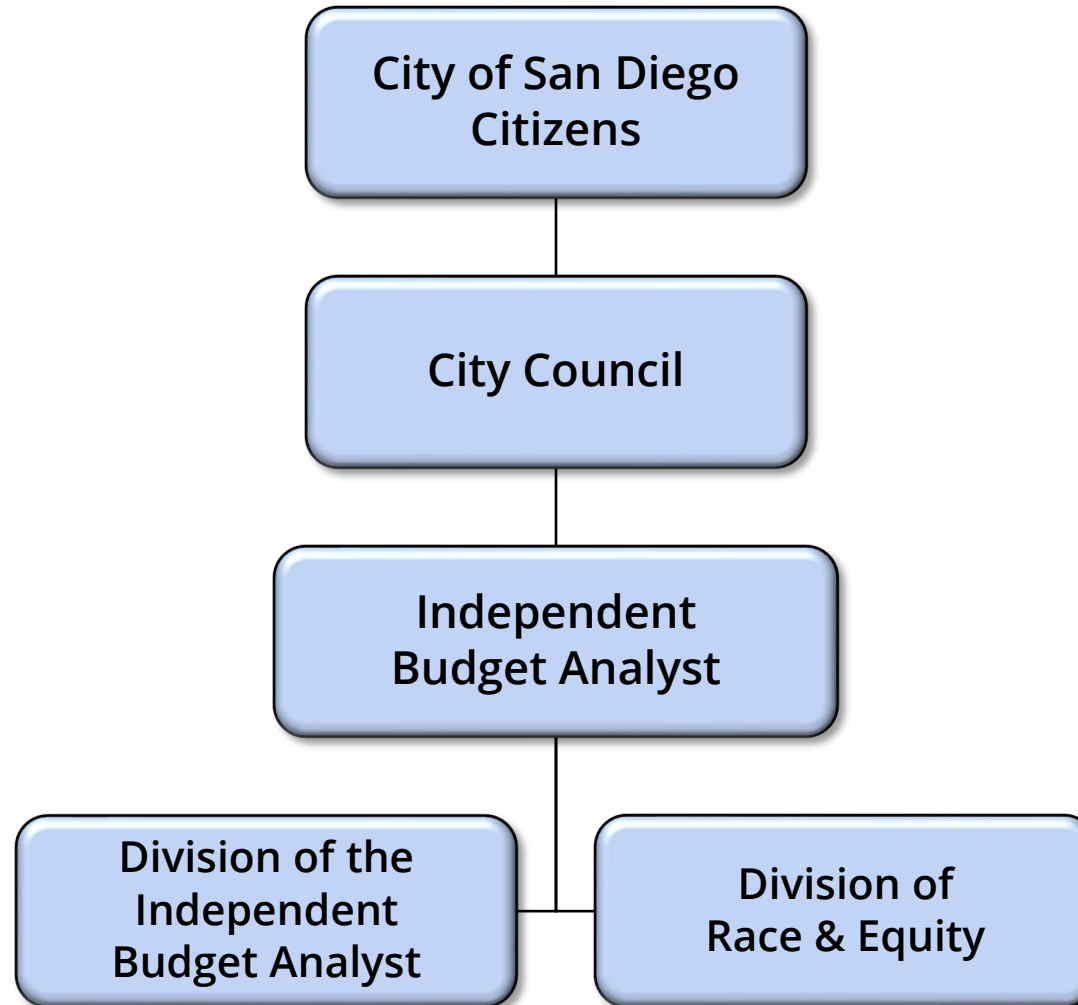 City of San Diego
Citizens
City Council
Independent
Budget Analyst
Division of the
Independent
Budget Analyst
Division of
Race & Equity